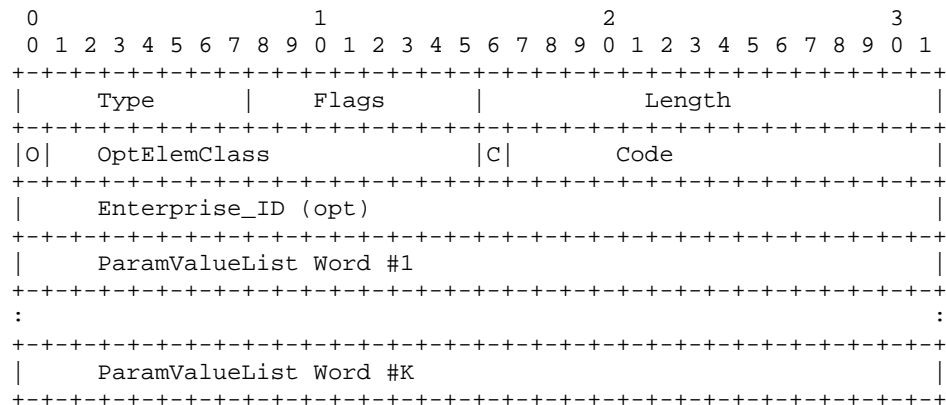 0                   1                   2                   3
 0 1 2 3 4 5 6 7 8 9 0 1 2 3 4 5 6 7 8 9 0 1 2 3 4 5 6 7 8 9 0 1
+-+-+-+-+-+-+-+-+-+-+-+-+-+-+-+-+-+-+-+-+-+-+-+-+-+-+-+-+-+-+-+-+
|     Type      |    Flags      |           Length              |
+-+-+-+-+-+-+-+-+-+-+-+-+-+-+-+-+-+-+-+-+-+-+-+-+-+-+-+-+-+-+-+-+
|O|   OptElemClass              |C|       Code                  |
+-+-+-+-+-+-+-+-+-+-+-+-+-+-+-+-+-+-+-+-+-+-+-+-+-+-+-+-+-+-+-+-+
|     Enterprise_ID (opt)                                       |
+-+-+-+-+-+-+-+-+-+-+-+-+-+-+-+-+-+-+-+-+-+-+-+-+-+-+-+-+-+-+-+-+
|     ParamValueList Word #1                                    |
+-+-+-+-+-+-+-+-+-+-+-+-+-+-+-+-+-+-+-+-+-+-+-+-+-+-+-+-+-+-+-+-+
:                                                               :
+-+-+-+-+-+-+-+-+-+-+-+-+-+-+-+-+-+-+-+-+-+-+-+-+-+-+-+-+-+-+-+-+
|     ParamValueList Word #K                                    |
+-+-+-+-+-+-+-+-+-+-+-+-+-+-+-+-+-+-+-+-+-+-+-+-+-+-+-+-+-+-+-+-+